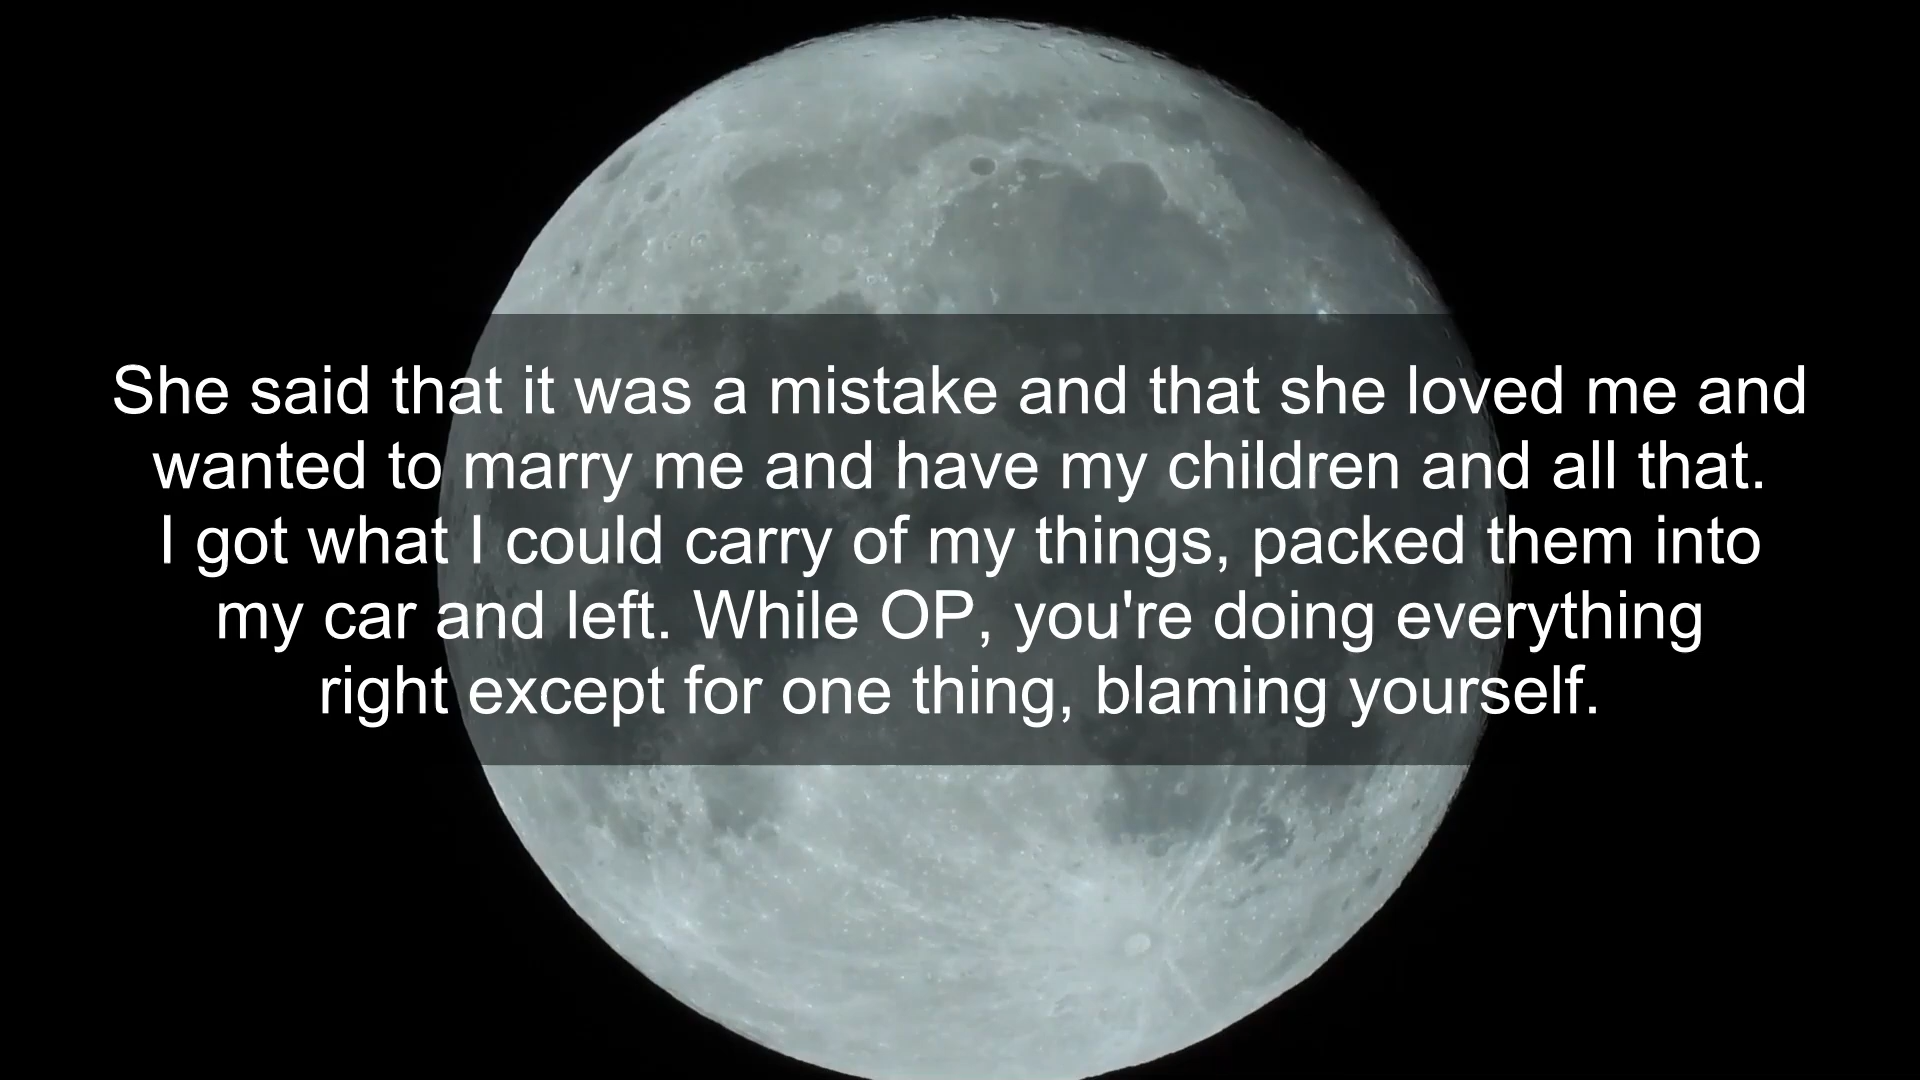 She said that it was a mistake and that she loved me and
wanted to marry me and have my children and all that.
I got what I could carry of my things, packed them into
my car and left. While OP, you're doing everything
right except for one thing, blaming yourself.